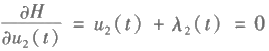 ∂H/∂u₂(t) = u₂(t) + λ₂(t) = 0